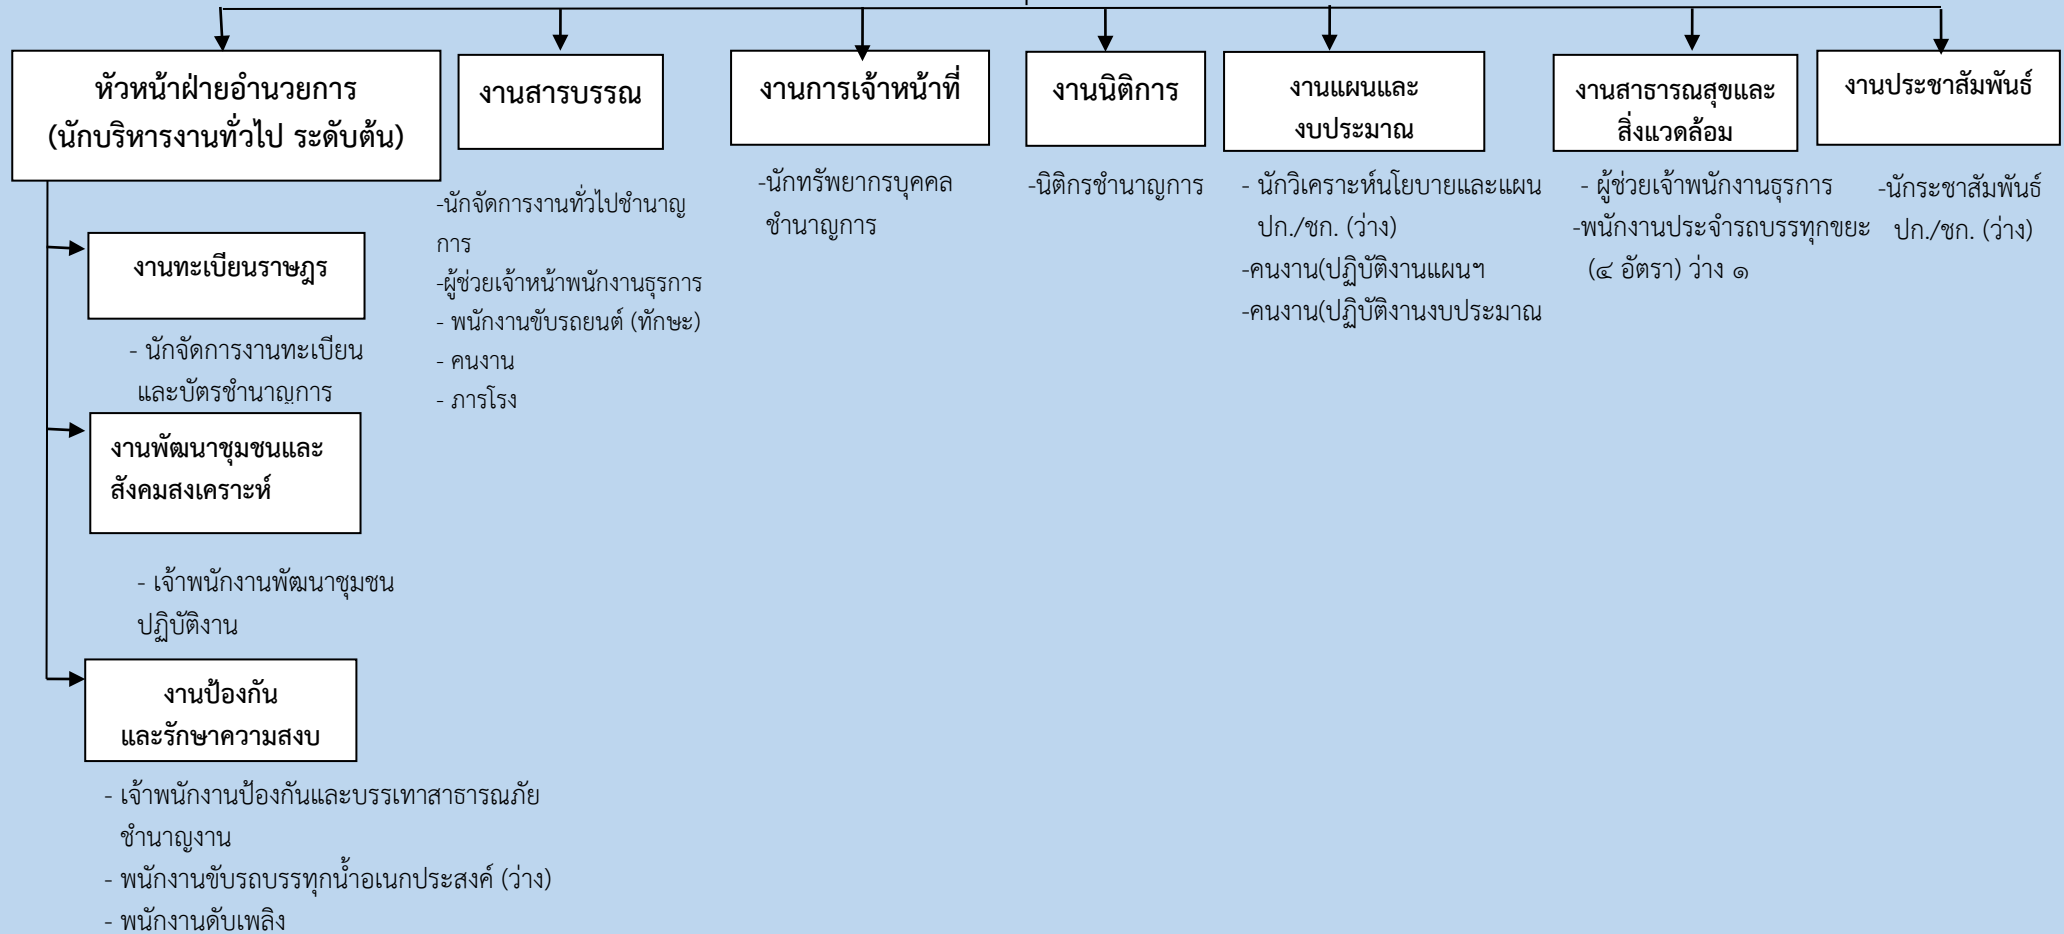 หัวหน้าฝ่ายอำนวยการ
(นักบริหารงานทั่วไป ระดับต้น)
งานทะเบียนราษฎร
- นักจัดการงานทะเบียน
และบัตรชำนาญการ
งานพัฒนาชุมชนและ
สังคมสงเคราะห์
- เจ้าพนักงานพัฒนาชุมชน
ปฏิบัติงาน
งานป้องกัน
และรักษาความสงบ
- เจ้าพนักงานป้องกันและบรรเทาสาธารณภัย
ชำนาญงาน
- พนักงานขับรถบรรทุกน้ำอเนกประสงค์ (ว่าง)
- พนักงานดับเพลิง
งานสารบรรณ
-นักจัดการงานทั่วไปชำนาญ
การ
-ผู้ช่วยเจ้าหน้าพนักงานธุรการ
- พนักงานขับรถยนต์ (ทักษะ)
- คนงาน
- ภารโรง
งานการเจ้าหน้าที่
-นักทรัพยากรบุคคล
ชำนาญการ
งานนิติการ
-นิติกรชำนาญการ
งานแผนและ
งบประมาณ
- นักวิเคราะห์นโยบายและแผน
ปก./ชก. (ว่าง)
-คนงาน(ปฏิบัติงานแผนฯ
-คนงาน(ปฏิบัติงานงบประมาณ
งานสาธารณสุขและ
สิ่งแวดล้อม
- ผู้ช่วยเจ้าพนักงานธุรการ
-พนักงานประจำรถบรรทุกขยะ
(๔ อัตรา) ว่าง ๑
งานประชาสัมพันธ์
-นักระชาสัมพันธ์
ปก./ชก. (ว่าง)